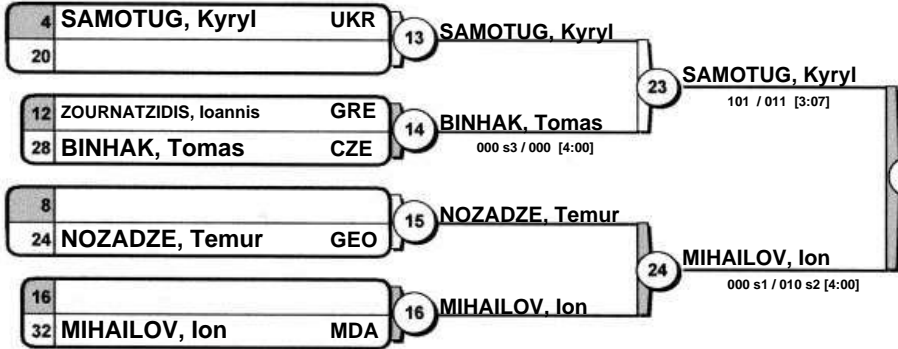 4 SAMOTUG, Kyryl UKR
20
13 SAMOTUG, Kyryl
23 SAMOTUG, Kyryl
101 / 011 [3:07]
12 ZOURNATZIDIS, Ioannis GRE
28 BINHAK, Tomas CZE
14 BINHAK, Tomas
000 s3 / 000 [4:00]
8
24 NOZADZE, Temur GEO
15 NOZADZE, Temur
24 MIHAILOV, Ion
000 s1 / 010 s2 [4:00]
16
32 MIHAILOV, Ion MDA
16 MIHAILOV, Ion